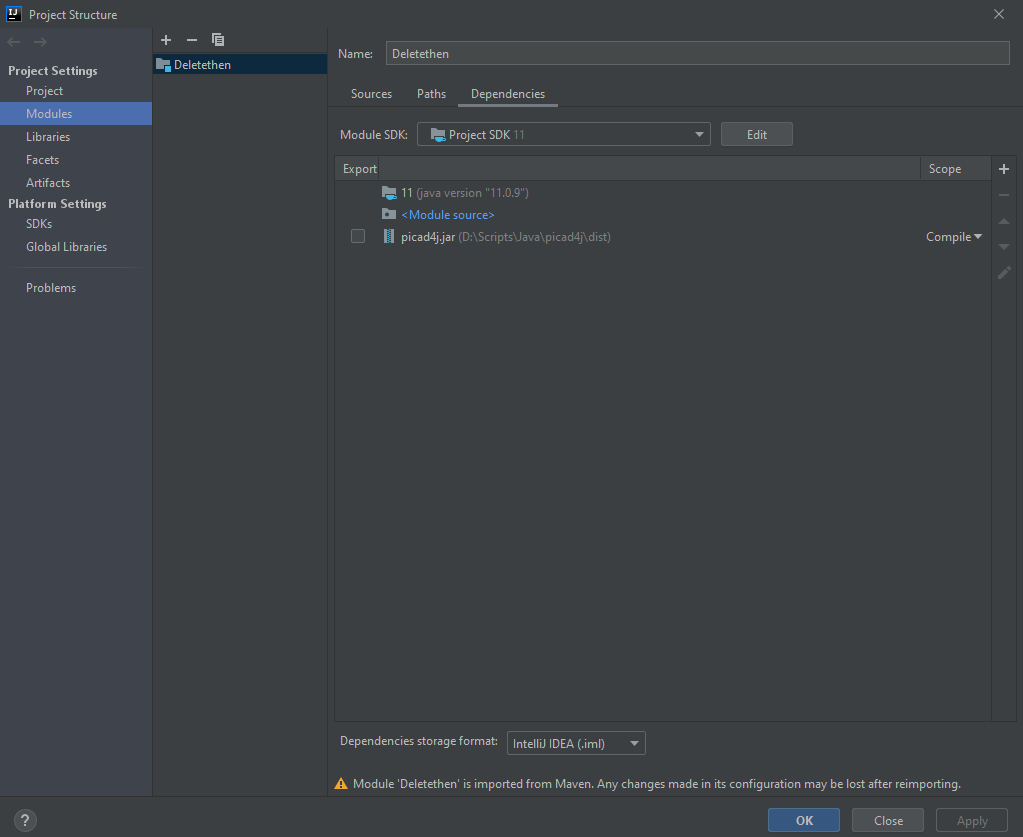 IJ Project Structure
Project Settings
Project
Modules
Libraries
Facets
Artifacts
Platform Settings
SDKs
Global Libraries
Problems
Deletethen
Name: Deletethen
Sources Paths Dependencies
Module SDK: Project SDK 11 Edit
Export Scope
11 (java version "11.0.9")
<Module source>
picad4j.jar (D:\Scripts\Java\picad4j\dist) Compile
Dependencies storage format: IntelliJ IDEA (.iml)
Module 'Deletethen' is imported from Maven. Any changes made in its configuration may be lost after reimporting.
? OK Close Apply